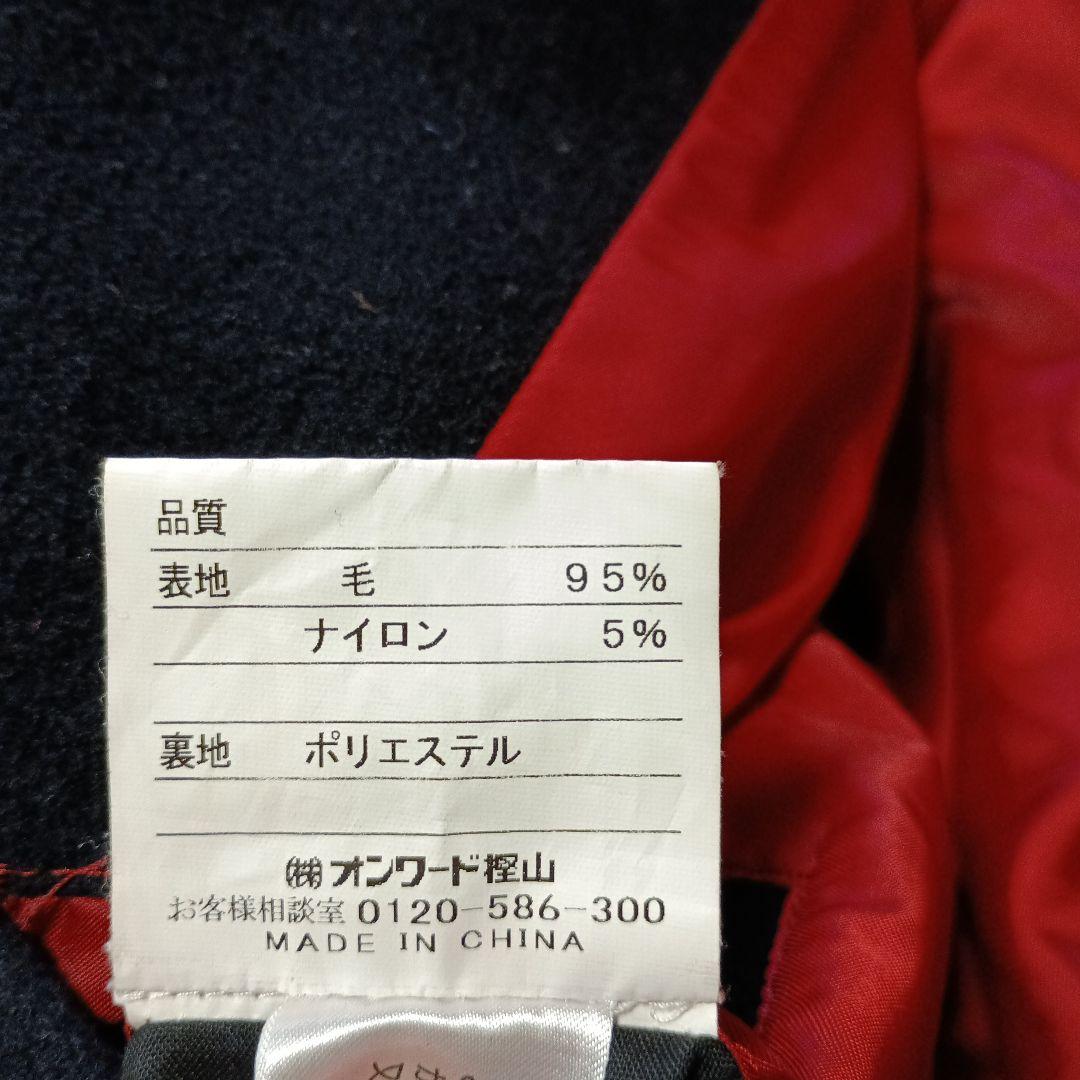 品質
表地 毛 95%
ナイロン 5%
裏地 ポリエステル
㈱オンワード樫山
お客様相談室 0120-586-300
MADE IN CHINA